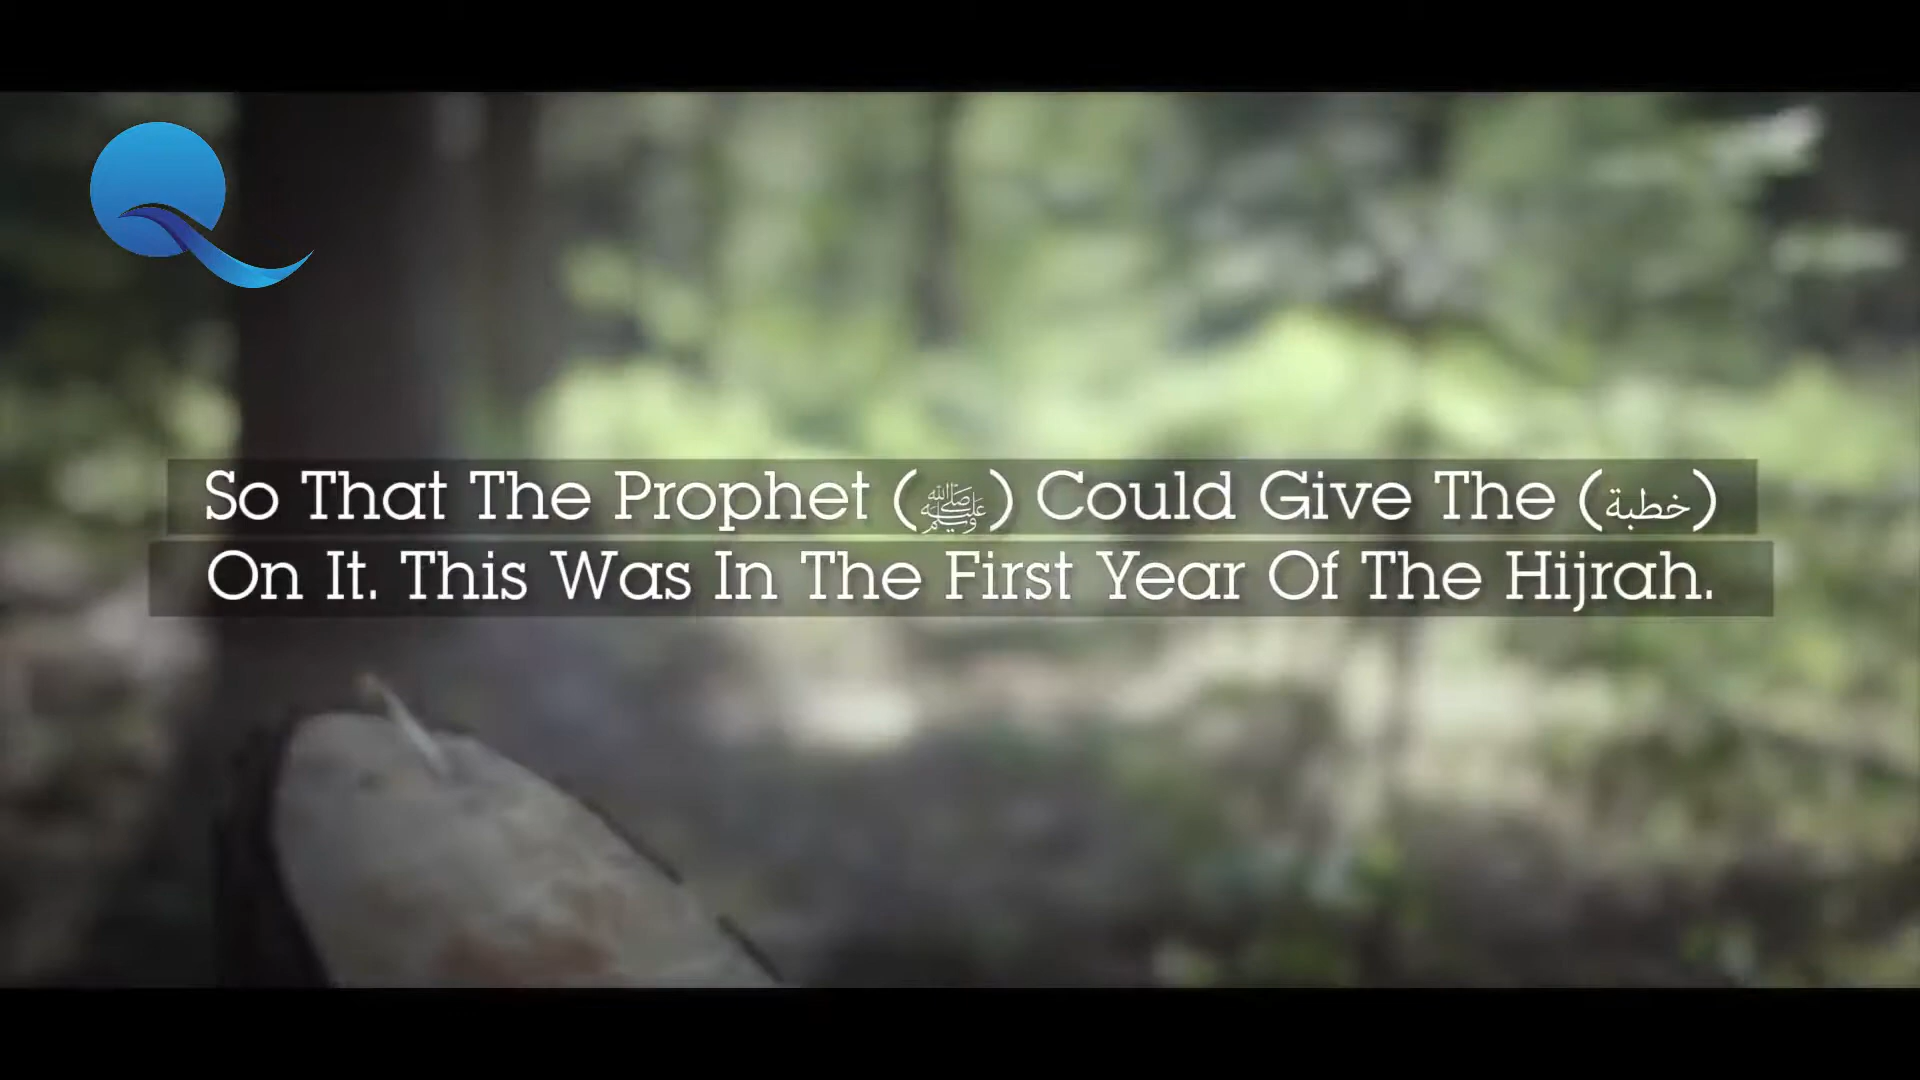 So That The Prophet (ﷺ) Could Give The (خطبة)
On It. This Was In The First Year Of The Hijrah.